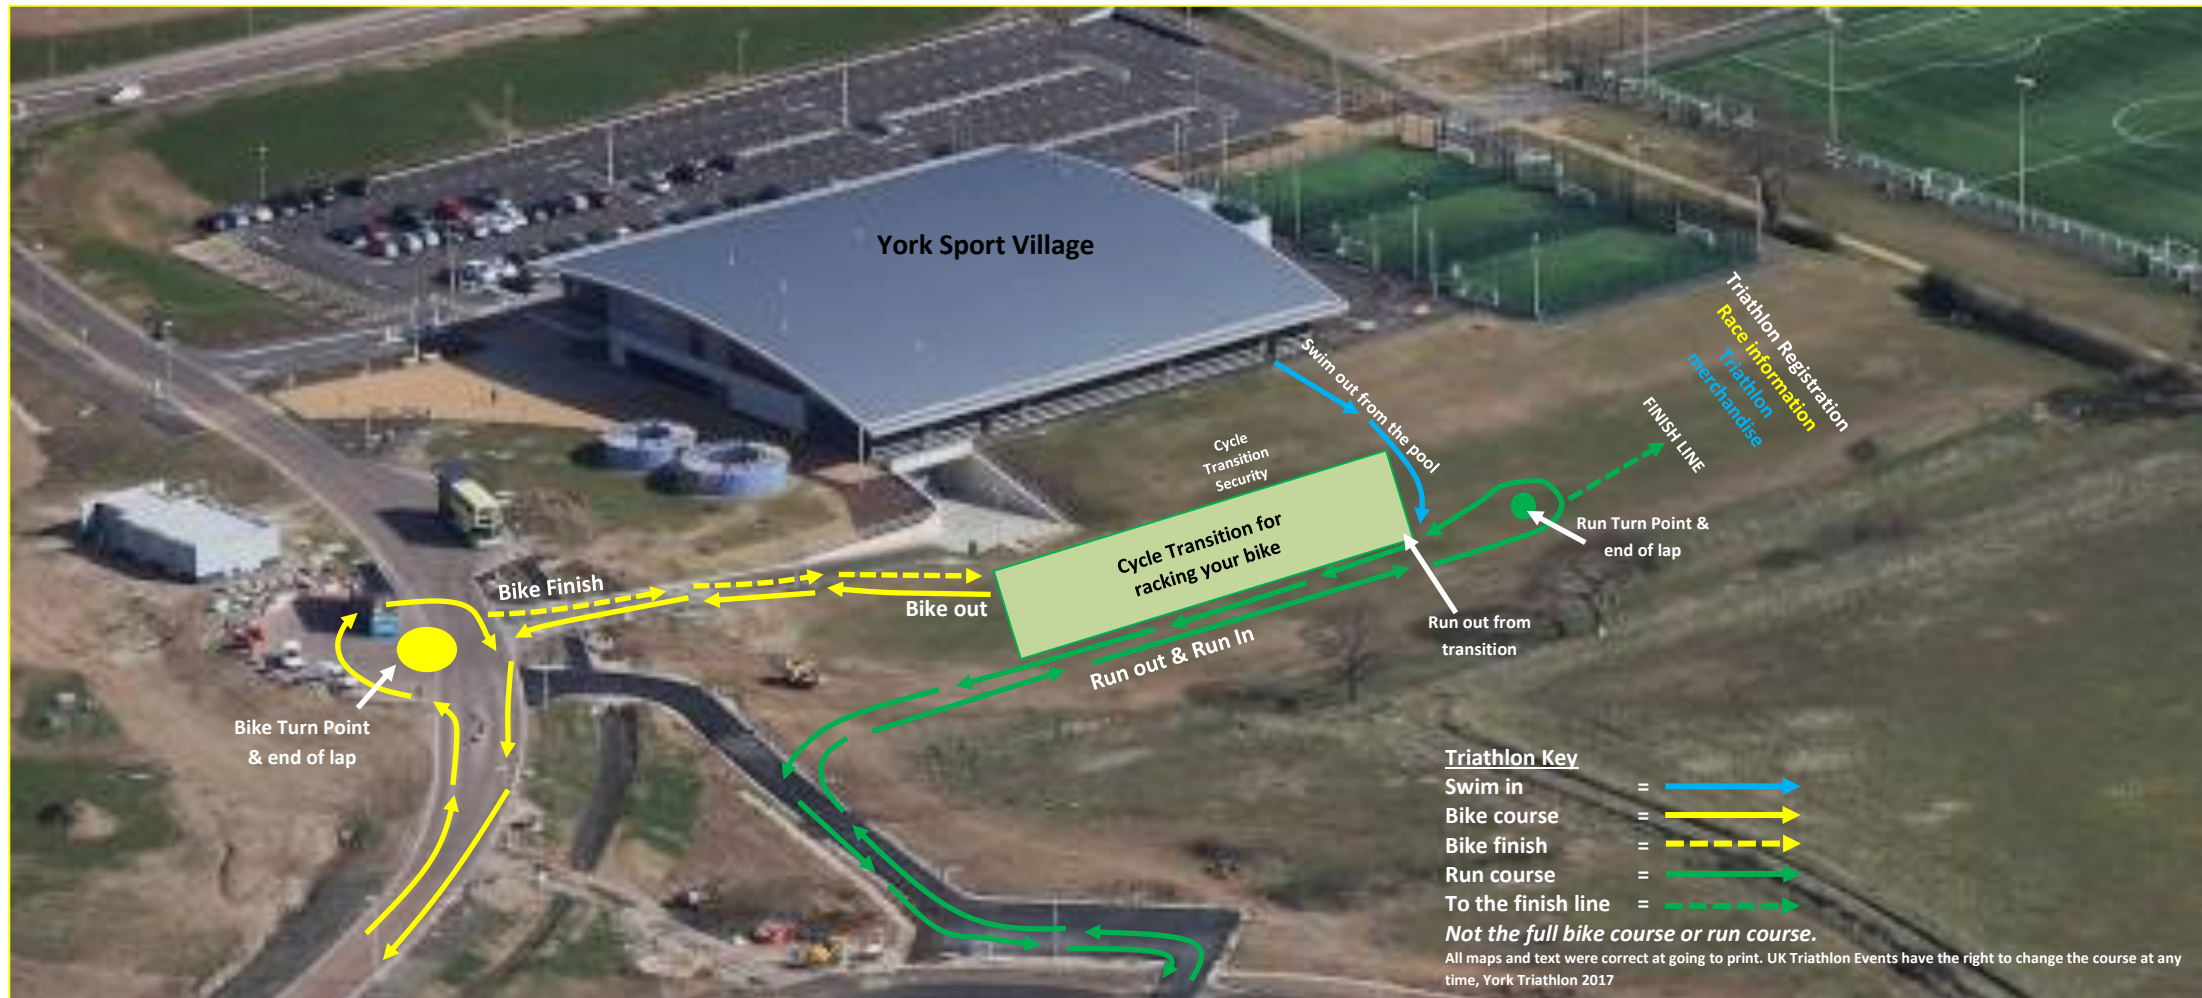 York Sport Village
Triathlon Registration
Race information
Triathlon
merchandise
Swim out from the pool
FINISH LINE
Cycle
Transition
Security
Cycle Transition for
racking your bike
Run Turn Point &
end of lap
Bike Finish
Bike out
Run out from
transition
Run out & Run In
Bike Turn Point
& end of lap
Triathlon Key
Swim in =
Bike course =
Bike finish =
Run course =
To the finish line =
Not the full bike course or run course.
All maps and text were correct at going to print. UK Triathlon Events have the right to change the course at any
time, York Triathlon 2017